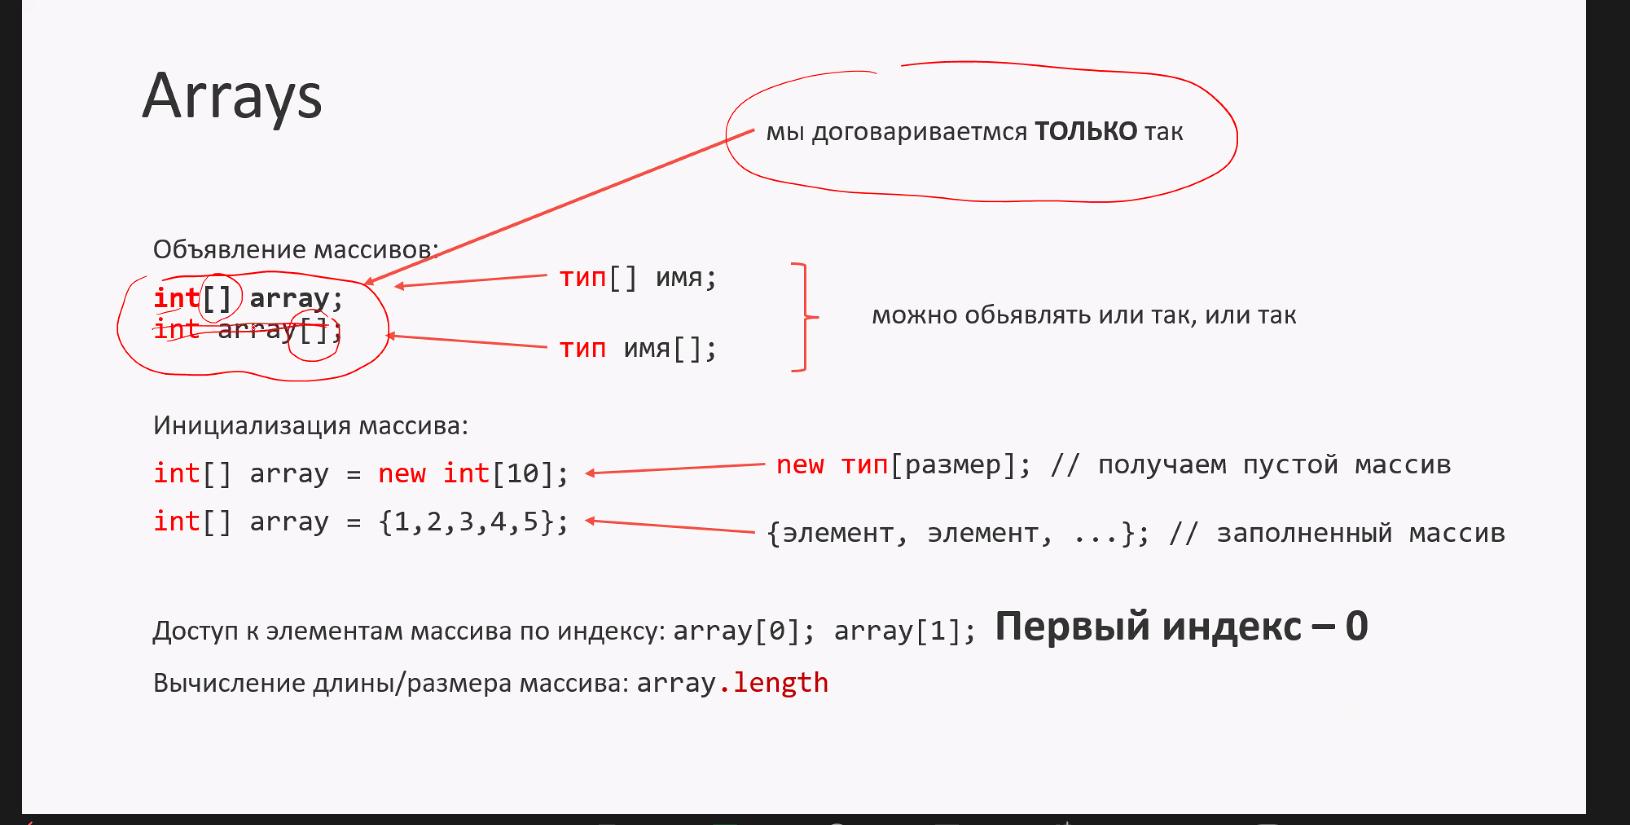 Arrays
мы договариваетмся ТОЛЬКО так
Объявление массивов:
тип[] имя;
int[] array;
можно обьявлять или так, или так
int array[];
тип имя[];
Инициализация массива:
int[] array = new int[10];
new тип[размер]; // получаем пустой массив
int[] array = {1,2,3,4,5};
{элемент, элемент, ...}; // заполненный массив
Доступ к элементам массива по индексу: array[0]; array[1]; Первый индекс – 0
Вычисление длины/размера массива: array.length